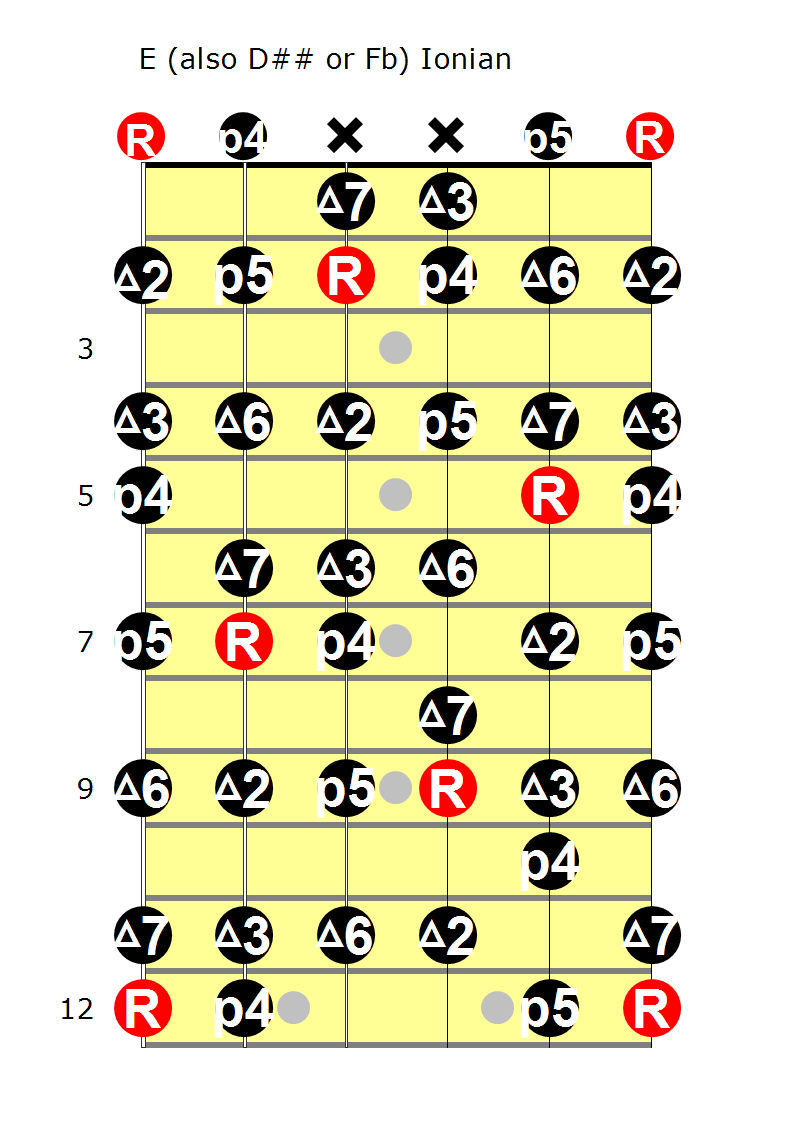 E (also D## or Fb) Ionian
R p4 × × p5 R
Δ7 Δ3
Δ2 p5 R p4 Δ6 Δ2
3
Δ3 Δ6 Δ2 p5 Δ7 Δ3
5 p4 R p4
Δ7 Δ3 Δ6
7 p5 R p4 Δ2 p5
Δ7
9 Δ6 Δ2 p5 R Δ3 Δ6
p4
Δ7 Δ3 Δ6 Δ2 Δ7
12 R p4 p5 R